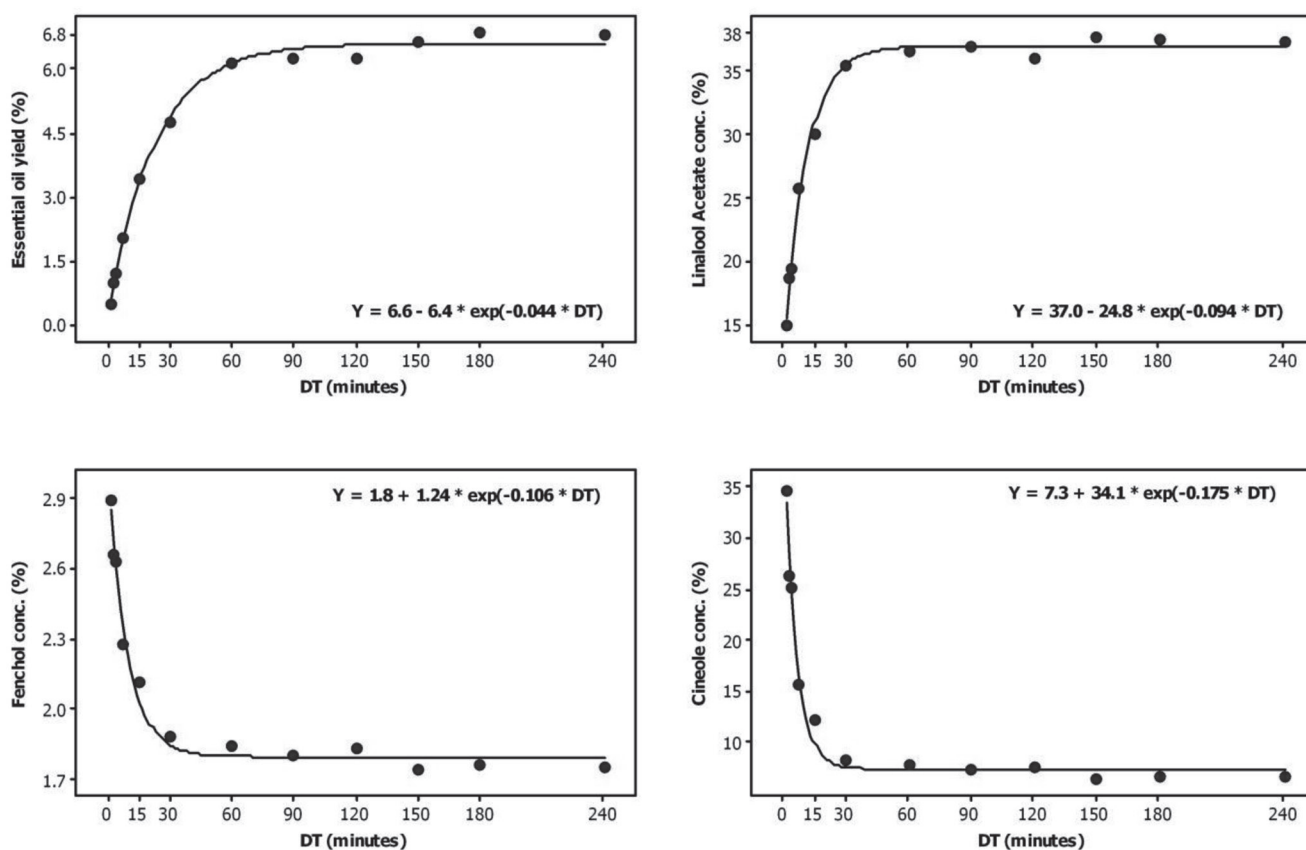 Essential oil yield (%)
6.8
6.0
4.5
3.0
1.5
0.0
Y = 6.6 - 6.4 * exp(-0.044 * DT)
0 15 30 60 90 120 150 180 240
DT (minutes)
Linalool Acetate conc. (%)
38
35
30
25
20
15
Y = 37.0 - 24.8 * exp(-0.094 * DT)
0 15 30 60 90 120 150 180 240
DT (minutes)
Fenchol conc. (%)
2.9
2.6
2.3
2.0
1.7
Y = 1.8 + 1.24 * exp(-0.106 * DT)
0 15 30 60 90 120 150 180 240
DT (minutes)
Cineole conc. (%)
35
30
25
20
15
10
Y = 7.3 + 34.1 * exp(-0.175 * DT)
0 15 30 60 90 120 150 180 240
DT (minutes)